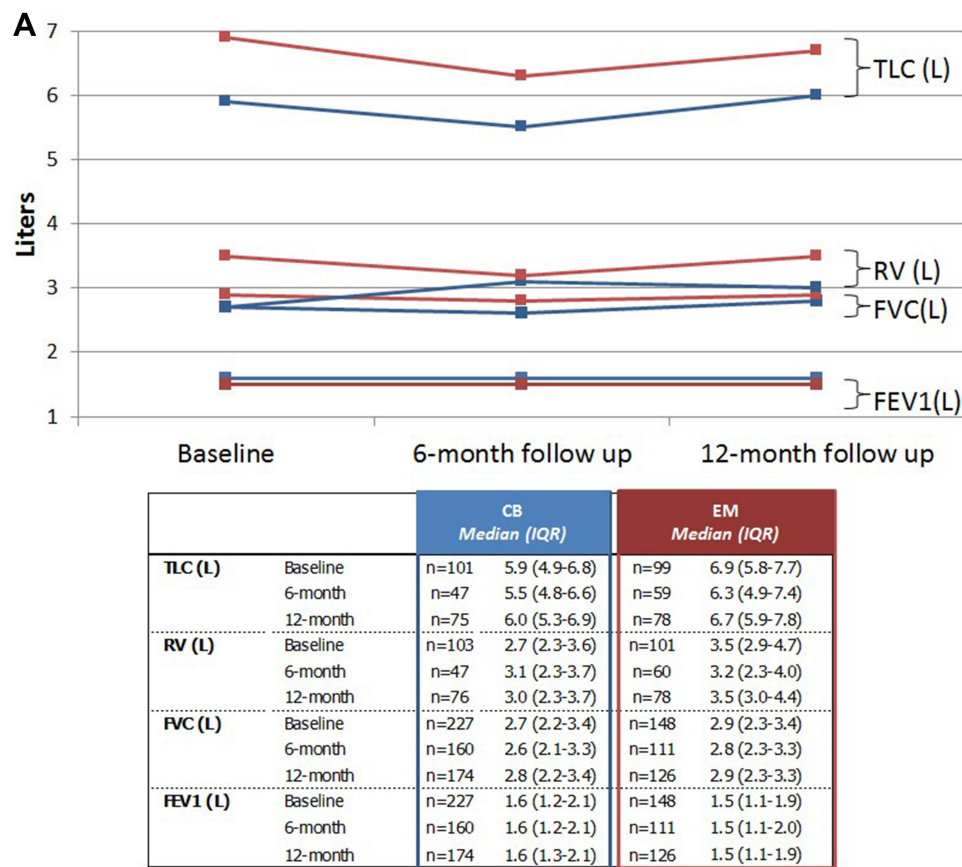 A
7
6
5
4
3
2
1
Liters
TLC (L)
RV (L)
FVC(L)
FEV1(L)
Baseline 6-month follow up 12-month follow up
CB EM
Median (IQR) Median (IQR)
TLC (L) Baseline n=101 5.9 (4.9-6.8) n=99 6.9 (5.8-7.7)
6-month n=47 5.5 (4.8-6.6) n=59 6.3 (4.9-7.4)
12-month n=75 6.0 (5.3-6.9) n=78 6.7 (5.9-7.8)
RV (L) Baseline n=103 2.7 (2.3-3.6) n=101 3.5 (2.9-4.7)
6-month n=47 3.1 (2.3-3.7) n=60 3.2 (2.3-4.0)
12-month n=76 3.0 (2.3-3.7) n=78 3.5 (3.0-4.4)
FVC (L) Baseline n=227 2.7 (2.2-3.4) n=148 2.9 (2.3-3.4)
6-month n=160 2.6 (2.1-3.3) n=111 2.8 (2.3-3.3)
12-month n=174 2.8 (2.2-3.4) n=126 2.9 (2.3-3.3)
FEV1 (L) Baseline n=227 1.6 (1.2-2.1) n=148 1.5 (1.1-1.9)
6-month n=160 1.6 (1.2-2.1) n=111 1.5 (1.1-2.0)
12-month n=174 1.6 (1.3-2.1) n=126 1.5 (1.1-1.9)